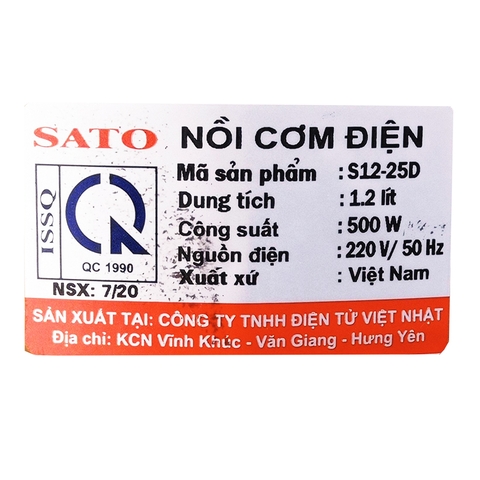 SATO NỒI CƠM ĐIỆN
Mã sản phẩm : S12-25D
Dung tích : 1.2 lít
Công suất : 500 W
Nguồn điện : 220 V/ 50 Hz
Xuất xứ : Việt Nam
ISSQ
QC 1990
NSX: 7/20
SẢN XUẤT TẠI: CÔNG TY TNHH ĐIỆN TỬ VIỆT NHẬT
Địa chỉ: KCN Vĩnh Khúc - Văn Giang - Hưng Yên